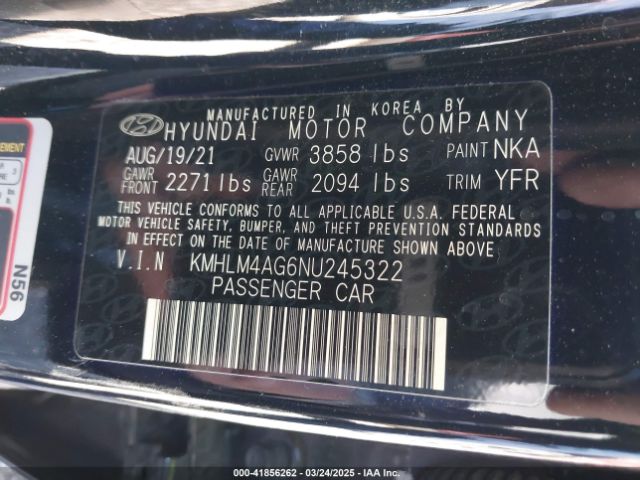 MANUFACTURED IN KOREA BY
HYUNDAI MOTOR COMPANY
AUG/19/21 GVWR 3858 lbs PAINT NKA
GAWR FRONT 2271 lbs GAWR REAR 2094 lbs TRIM YFR
THIS VEHICLE CONFORMS TO ALL APPLICABLE U.S.A. FEDERAL
MOTOR VEHICLE SAFETY, BUMPER, AND THEFT PREVENTION STANDARDS
IN EFFECT ON THE DATE OF MANUFACTURE SHOWN ABOVE
V.I.N KMHLM4AG6NU245322
PASSENGER CAR
N56
000-41856262 - 03/24/2025 - IAA Inc.